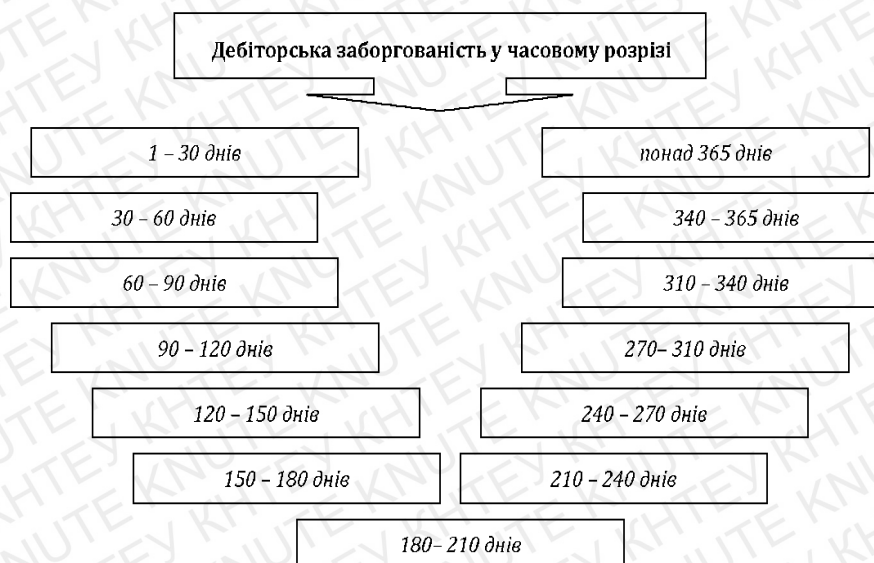 Дебіторська заборгованість у часовому розрізі
1 – 30 днів
понад 365 днів
30 – 60 днів
340 – 365 днів
60 – 90 днів
310 – 340 днів
90 – 120 днів
270– 310 днів
120 – 150 днів
240 – 270 днів
150 – 180 днів
210 – 240 днів
180– 210 днів